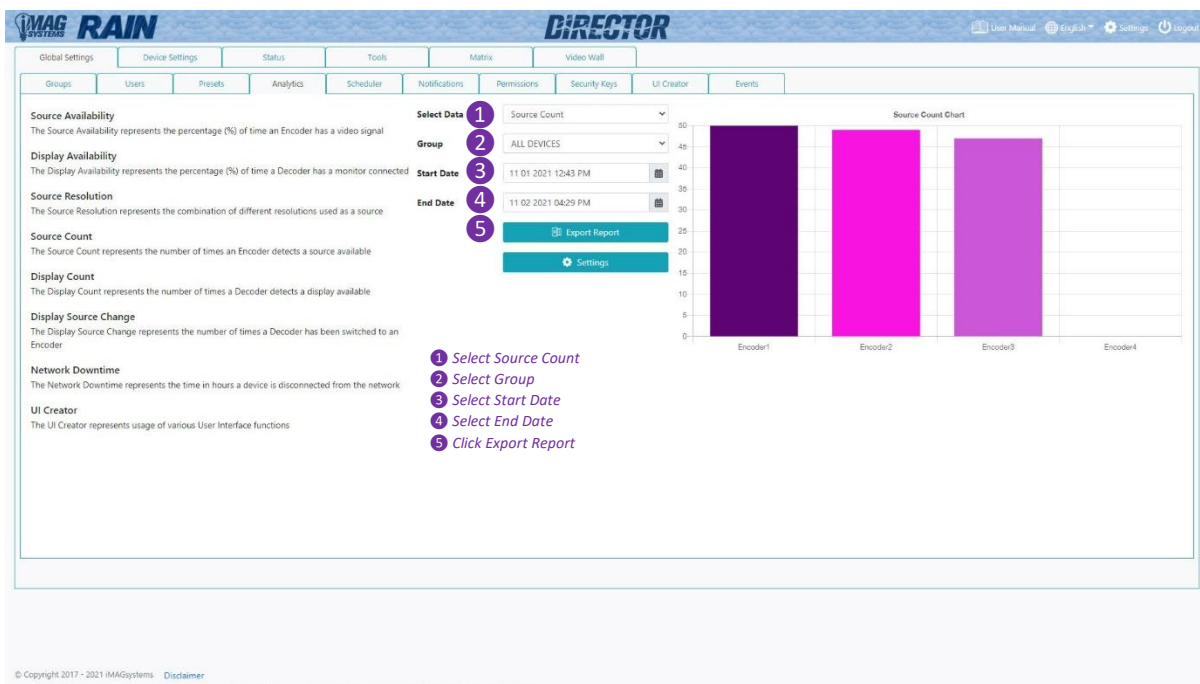 iMAG SYSTEMS RAIN
DiRECTOR
User Manual English Settings Logout
Global Settings Device Settings Status Tools Matrix Video Wall
Groups Users Presets Analytics Scheduler Notifications Permissions Security Keys UI Creator Events
Source Availability
The Source Availability represents the percentage (%) of time an Encoder has a video signal
Display Availability
The Display Availability represents the percentage (%) of time a Decoder has a monitor connected
Source Resolution
The Source Resolution represents the combination of different resolutions used as a source
Source Count
The Source Count represents the number of times an Encoder detects a source available
Display Count
The Display Count represents the number of times a Decoder detects a display available
Display Source Change
The Display Source Change represents the number of times a Decoder has been switched to an
Encoder
Network Downtime
The Network Downtime represents the time in hours a device is disconnected from the network
UI Creator
The UI Creator represents usage of various User Interface functions
Select Data 1 Source Count
Group 2 ALL DEVICES
Start Date 3 11 01 2021 12:43 PM
End Date 4 11 02 2021 04:29 PM
5 Export Report
Settings
1 Select Source Count
2 Select Group
3 Select Start Date
4 Select End Date
5 Click Export Report
Source Count Chart
50
45
40
35
30
25
20
15
10
5
0
Encoder1 Encoder2 Encoder3 Encoder4
© Copyright 2017 - 2021 iMAGsystems Disclaimer